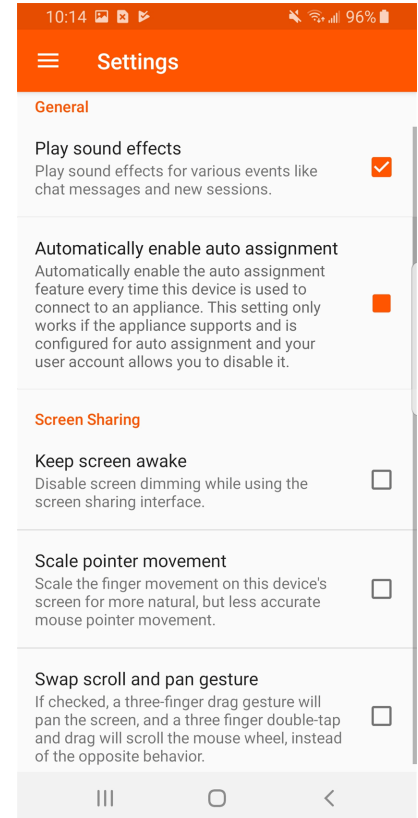 10:14 96%
Settings
General
Play sound effects
Play sound effects for various events like
chat messages and new sessions.
Automatically enable auto assignment
Automatically enable the auto assignment
feature every time this device is used to
connect to an appliance. This setting only
works if the appliance supports and is
configured for auto assignment and your
user account allows you to disable it.
Screen Sharing
Keep screen awake
Disable screen dimming while using the
screen sharing interface.
Scale pointer movement
Scale the finger movement on this device's
screen for more natural, but less accurate
mouse pointer movement.
Swap scroll and pan gesture
If checked, a three-finger drag gesture will
pan the screen, and a three finger double-tap
and drag will scroll the mouse wheel, instead
of the opposite behavior.